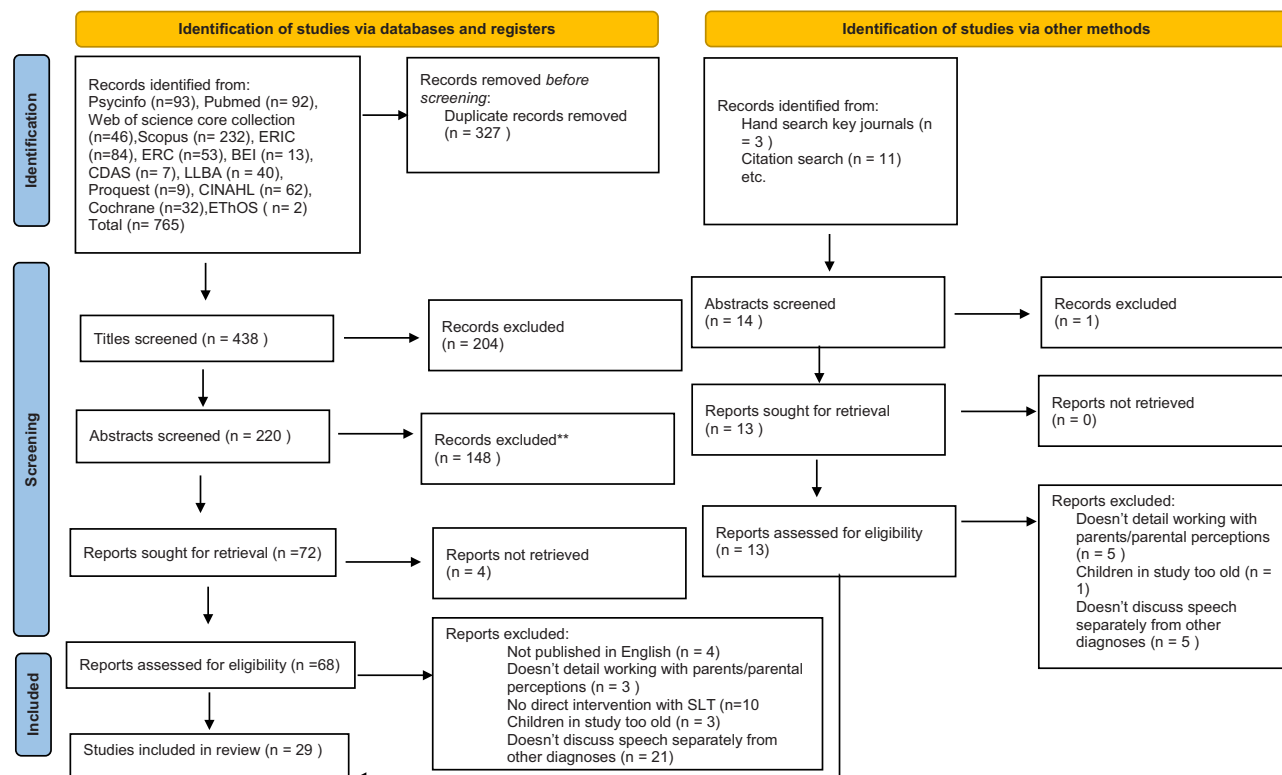 Identification of studies via databases and registers
Identification of studies via other methods
Identification
Records identified from:
Psycinfo (n=93), Pubmed (n= 92),
Web of science core collection
(n=46),Scopus (n= 232), ERIC
(n=84), ERC (n=53), BEI (n= 13),
CDAS (n= 7), LLBA (n = 40),
Proquest (n=9), CINAHL (n= 62),
Cochrane (n=32),EThOS ( n= 2)
Total (n= 765)
Records removed before
screening:
Duplicate records removed
(n = 327 )
Records identified from:
Hand search key journals (n
= 3 )
Citation search (n = 11)
etc.
Screening
Titles screened (n = 438 )
Records excluded
(n = 204)
Abstracts screened
(n = 14 )
Records excluded
(n = 1)
Abstracts screened (n = 220 )
Records excluded**
(n = 148 )
Reports sought for retrieval
(n = 13 )
Reports not retrieved
(n = 0)
Reports sought for retrieval (n =72)
Reports not retrieved
(n = 4)
Reports assessed for eligibility
(n = 13)
Reports excluded:
Doesn’t detail working with
parents/parental perceptions
(n = 5 )
Children in study too old (n =
1)
Doesn’t discuss speech
separately from other
diagnoses (n = 5 )
Reports assessed for eligibility (n =68)
Reports excluded:
Not published in English (n = 4)
Doesn’t detail working with parents/parental
perceptions (n = 3 )
No direct intervention with SLT (n=10
Children in study too old (n = 3)
Doesn’t discuss speech separately from
other diagnoses (n = 21)
Included
Studies included in review (n = 29 )